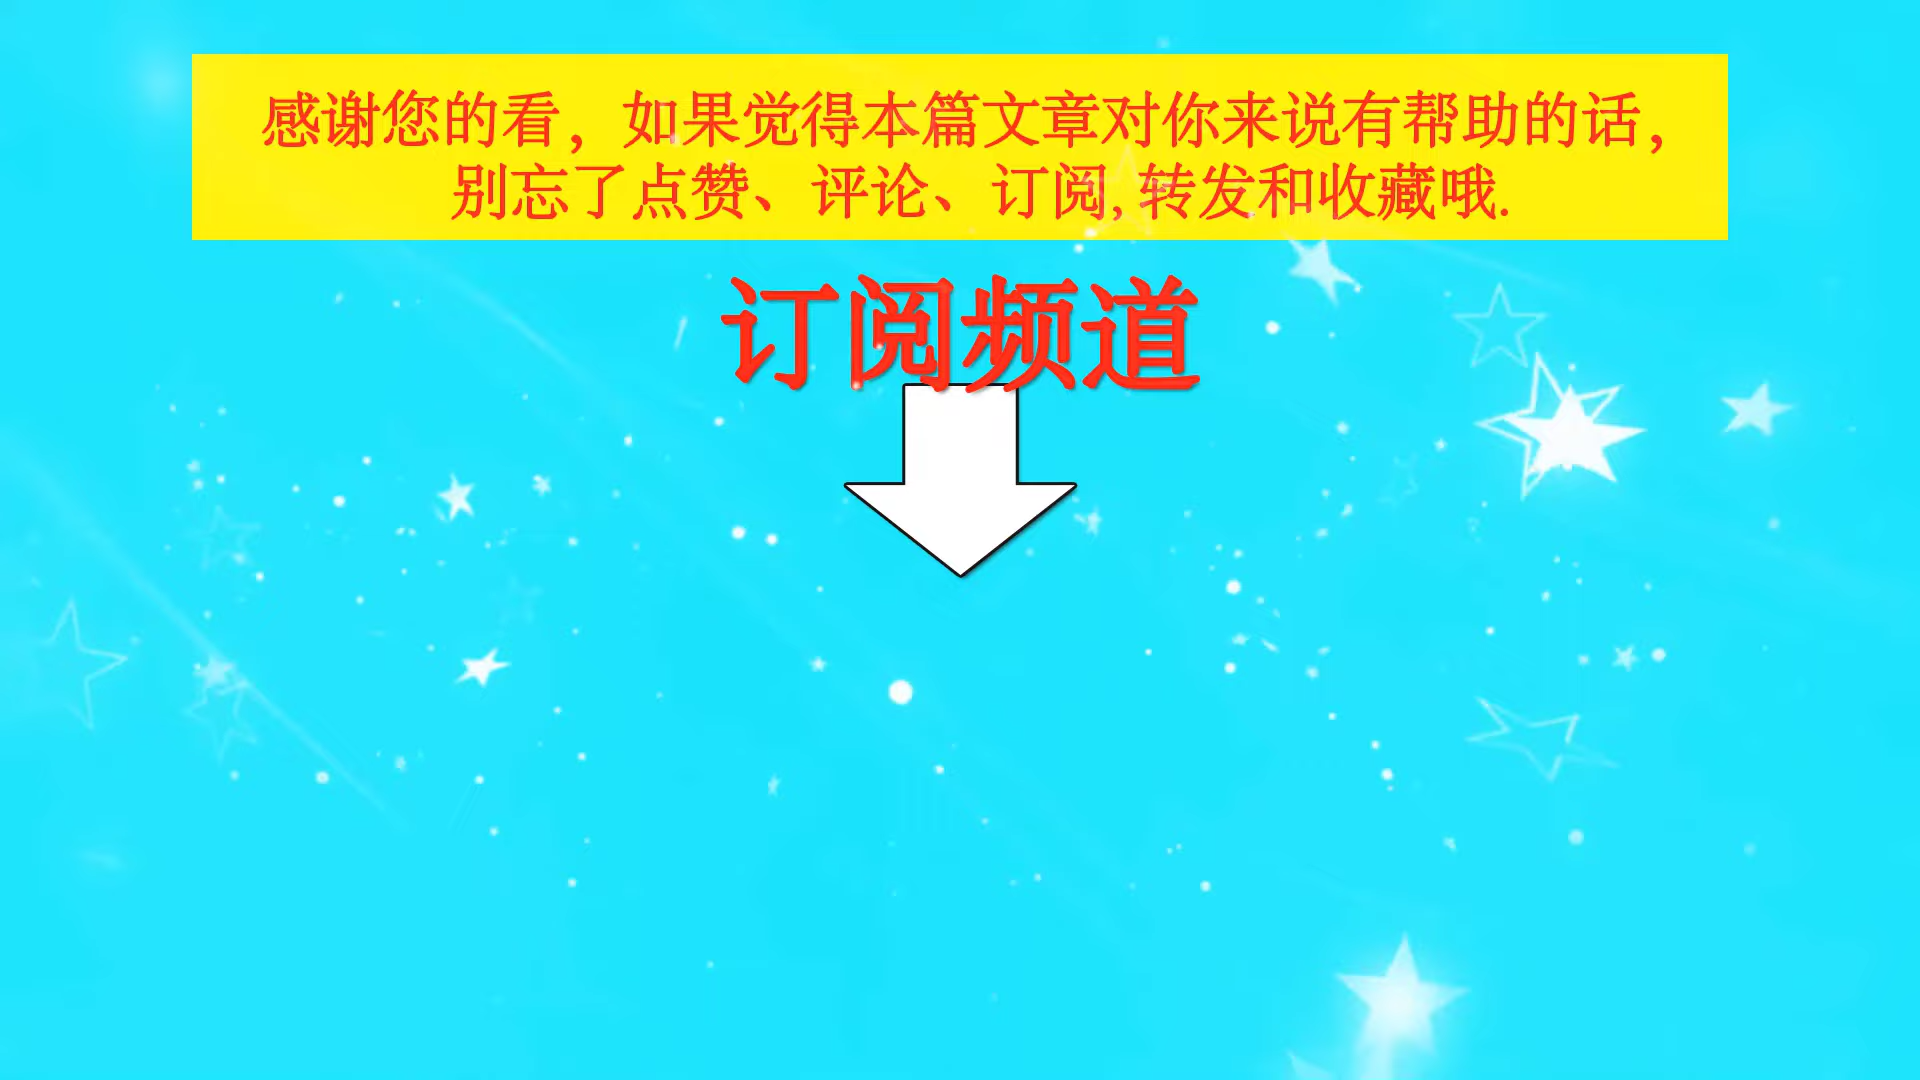 感谢您的看，如果觉得本篇文章对你来说有帮助的话，
别忘了点赞、评论、订阅,转发和收藏哦.
订阅频道